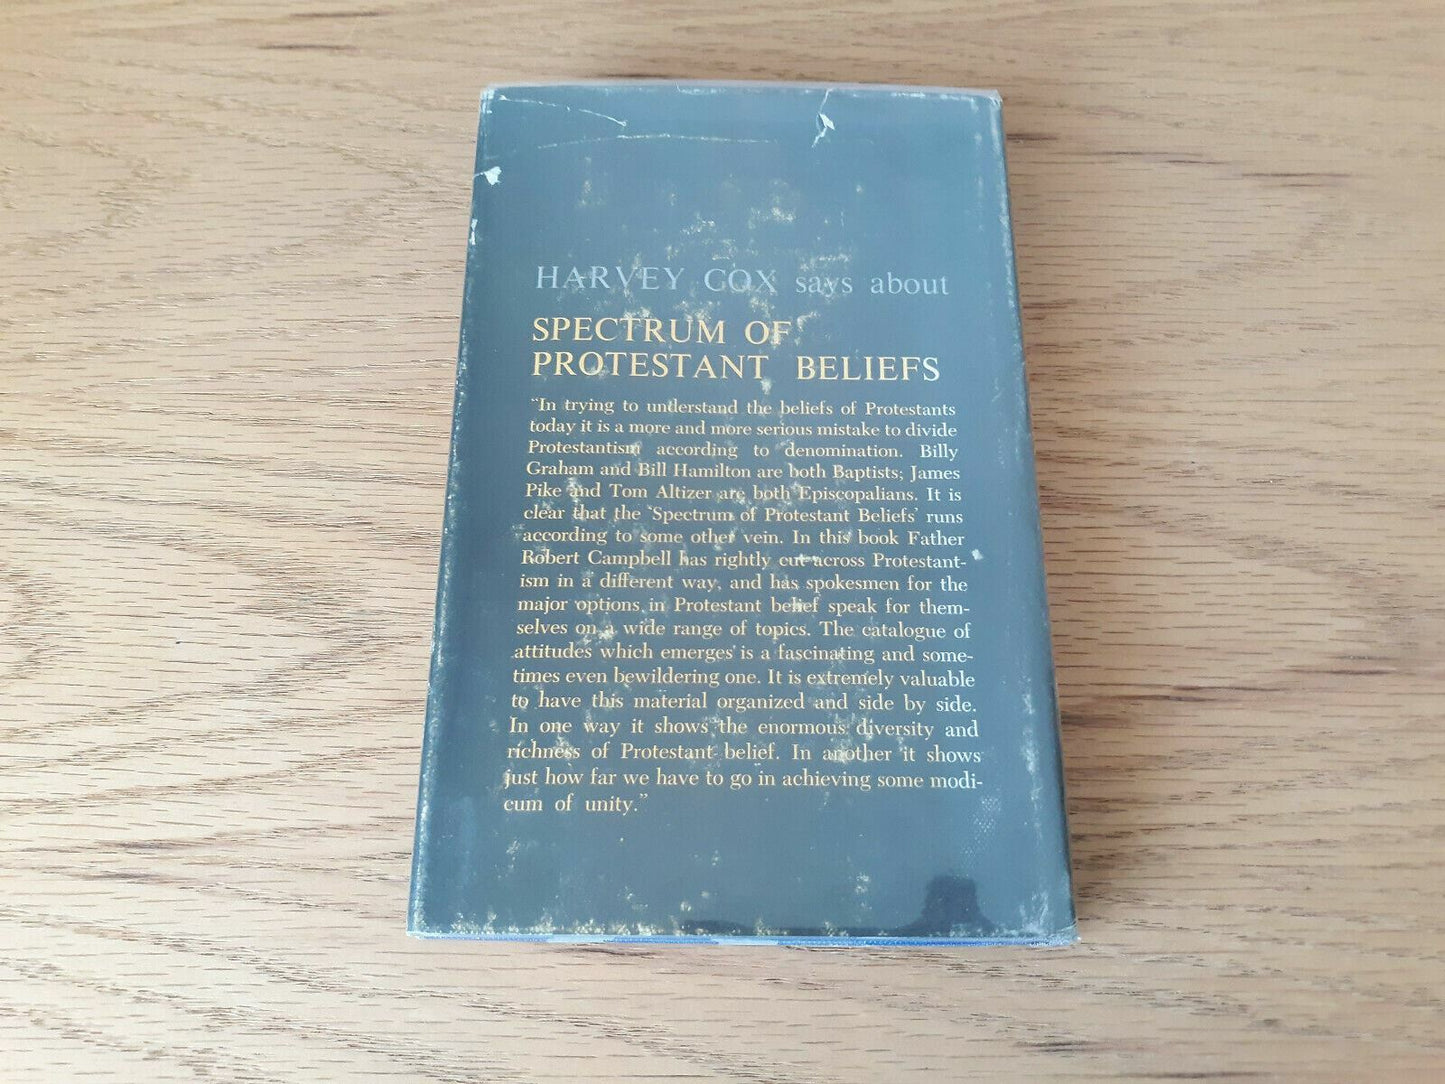 HARVEY COX says about
SPECTRUM OF
PROTESTANT BELIEFS
"In trying to understand the beliefs of Protestants
today it is a more and more serious mistake to divide
Protestantism according to denomination. Billy
Graham and Bill Hamilton are both Baptists; James
Pike and Tom Altizer are both Episcopalians. It is
clear that the 'Spectrum of Protestant Beliefs' runs
according to some other vein. In this book Father
Robert Campbell has rightly cut across Protestant-
ism in a different way, and has spokesmen for the
major options in Protestant belief speak for them-
selves on a wide range of topics. The catalogue of
attitudes which emerges is a fascinating and some-
times even bewildering one. It is extremely valuable
to have this material organized and side by side.
In one way it shows the enormous diversity and
richness of Protestant belief. In another it shows
just how far we have to go in achieving some modi-
cum of unity."